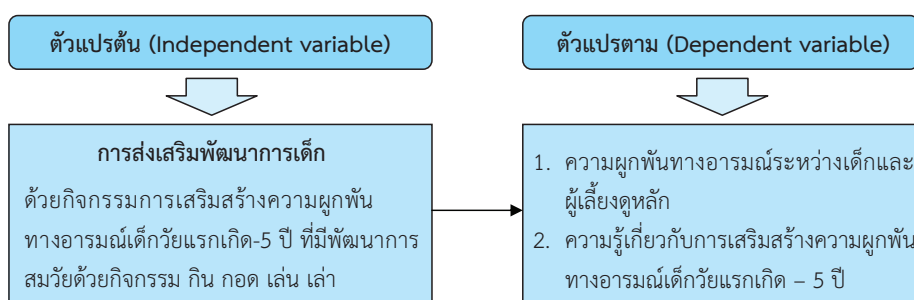 ตัวแปรต้น (Independent variable)
ตัวแปรตาม (Dependent variable)
การส่งเสริมพัฒนาการเด็ก
ด้วยกิจกรรมการเสริมสร้างความผูกพัน
ทางอารมณ์เด็กวัยแรกเกิด-5 ปี ที่มีพัฒนาการ
สมวัยด้วยกิจกรรม กิน กอด เล่น เล่า
1. ความผูกพันทางอารมณ์ระหว่างเด็กและ
ผู้เลี้ยงดูหลัก
2. ความรู้เกี่ยวกับการเสริมสร้างความผูกพัน
ทางอารมณ์เด็กวัยแรกเกิด – 5 ปี